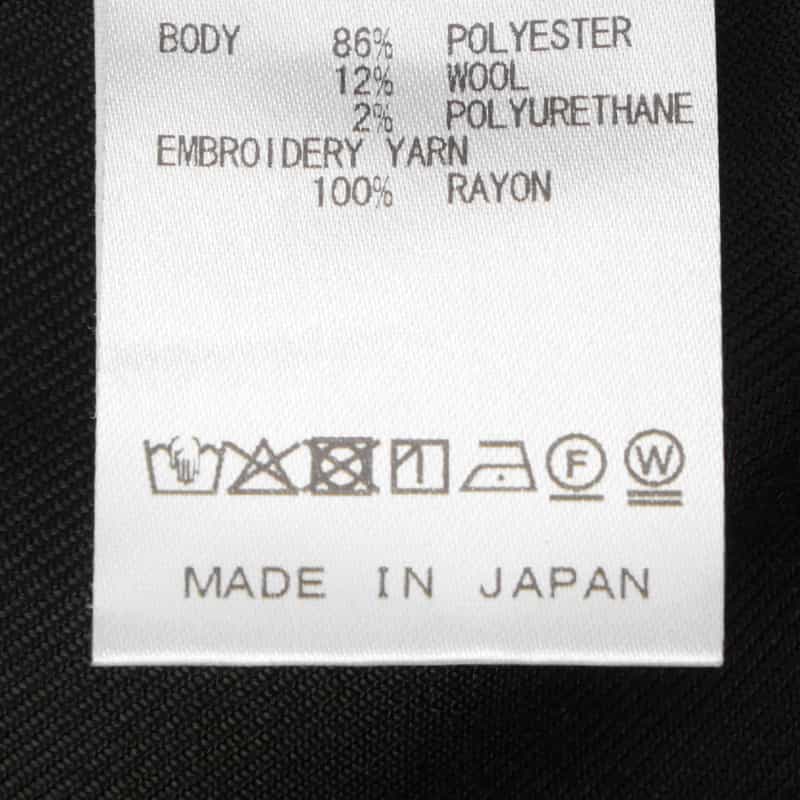 BODY 86% POLYESTER
12% WOOL
2% POLYURETHANE
EMBROIDERY YARN
100% RAYON
F W
MADE IN JAPAN